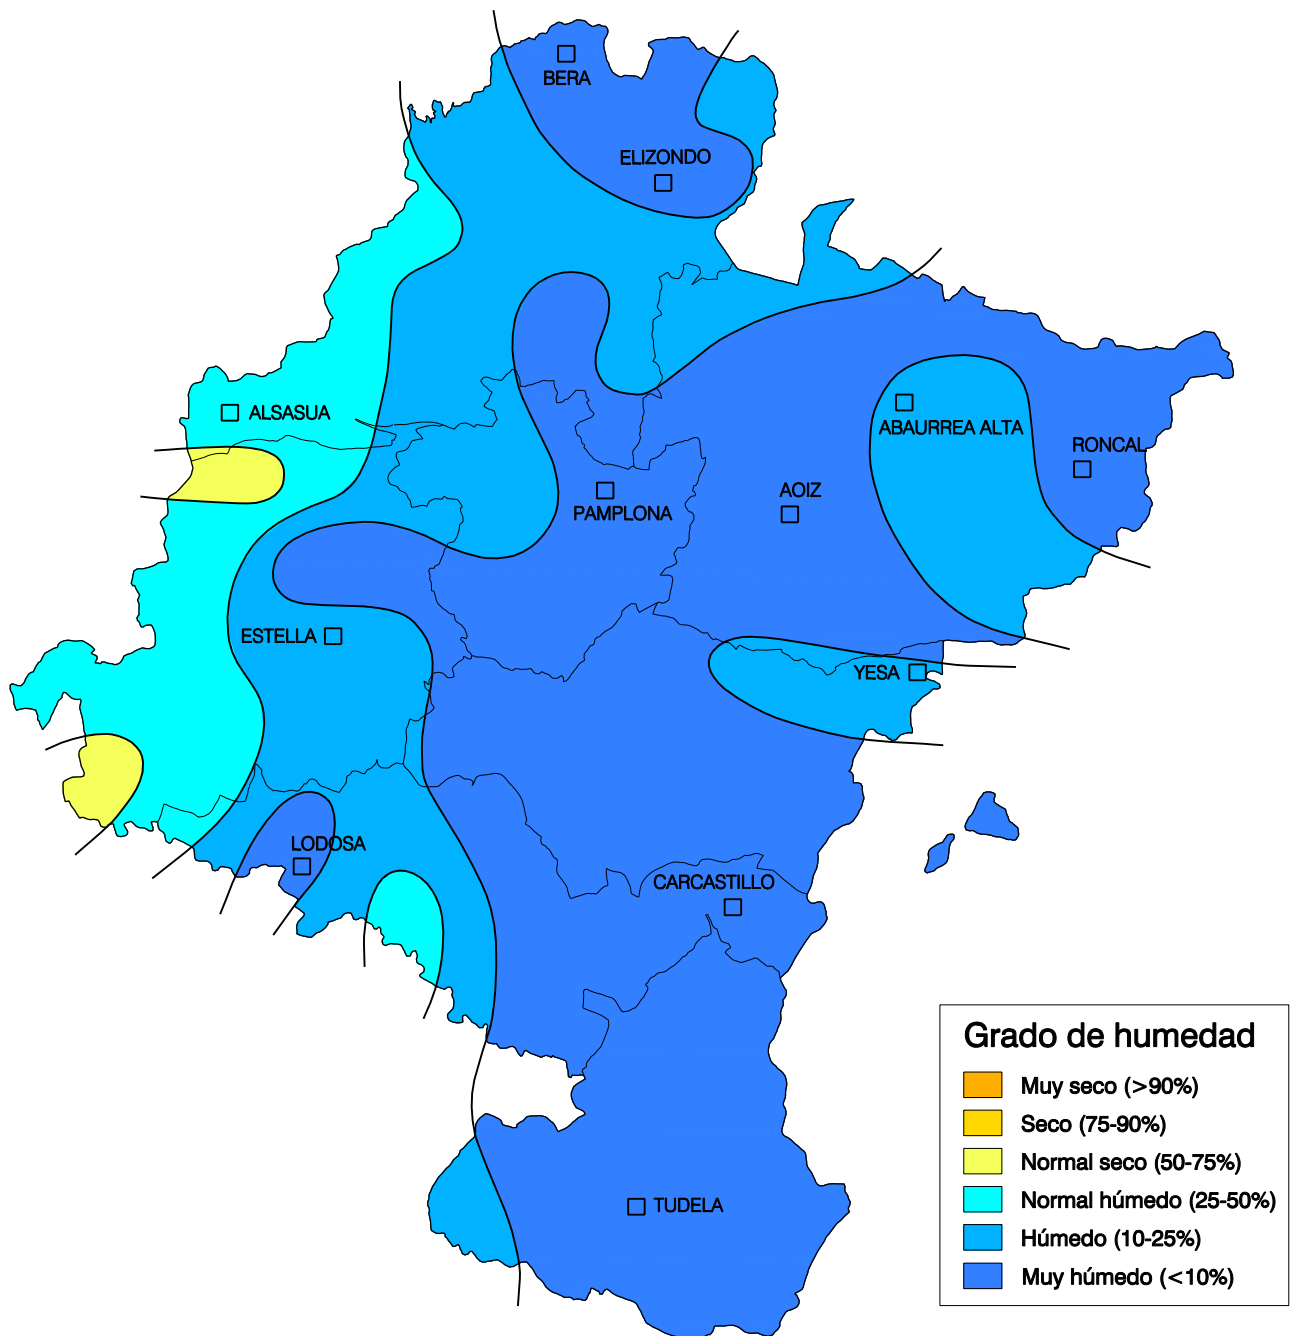 BERA
ELIZONDO
ALSASUA
ABAURREA ALTA
RONCAL
AOIZ
PAMPLONA
ESTELLA
YESA
LODOSA
CARCASTILLO
TUDELA
Grado de humedad
Muy seco (>90%)
Seco (75-90%)
Normal seco (50-75%)
Normal húmedo (25-50%)
Húmedo (10-25%)
Muy húmedo (<10%)